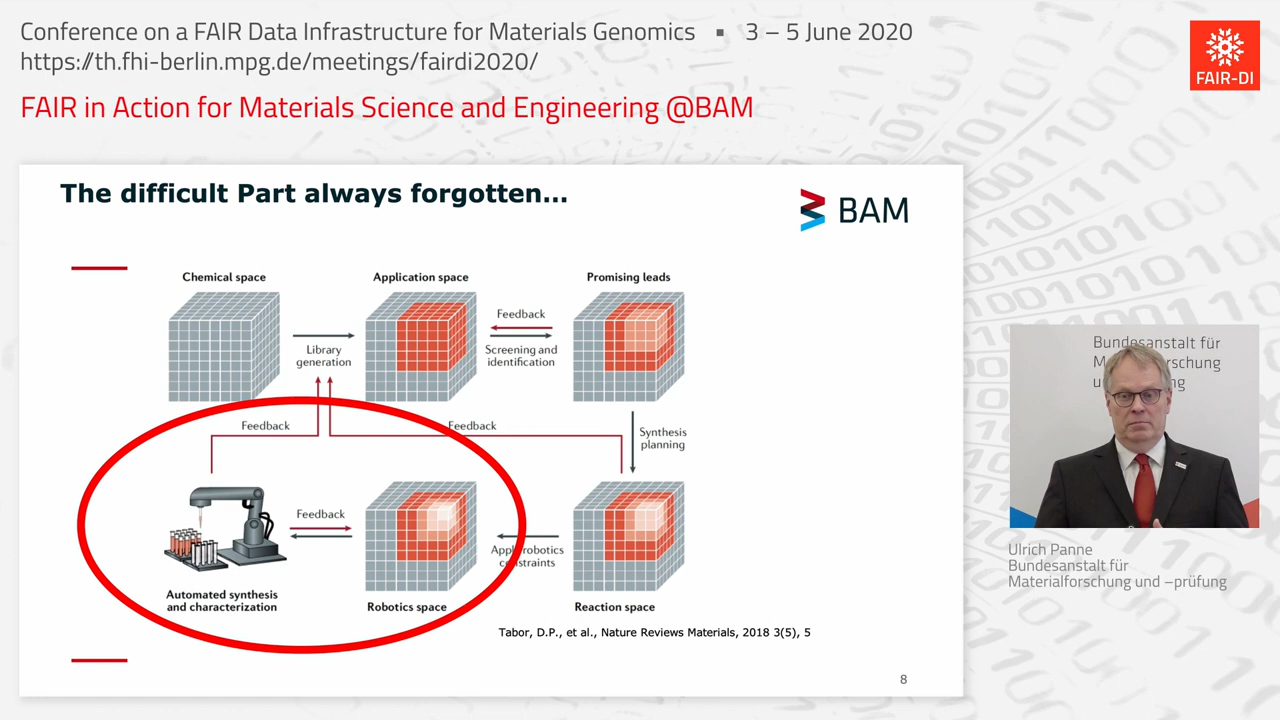 Conference on a FAIR Data Infrastructure for Materials Genomics ▪ 3 – 5 June 2020
https://th.fhi-berlin.mpg.de/meetings/fairdi2020/
FAIR-DI
FAIR in Action for Materials Science and Engineering @BAM
The difficult Part always forgotten...
BAM
Chemical space
Application space
Promising leads
Library
generation
Feedback
Screening and
identification
Feedback
Feedback
Synthesis
planning
Feedback
Apply robotics
constraints
Automated synthesis
and characterization
Robotics space
Reaction space
Tabor, D.P., et al., Nature Reviews Materials, 2018 3(5), 5
8
Bundesanstalt für
Ulrich Panne
Bundesanstalt für
Materialforschung und –prüfung